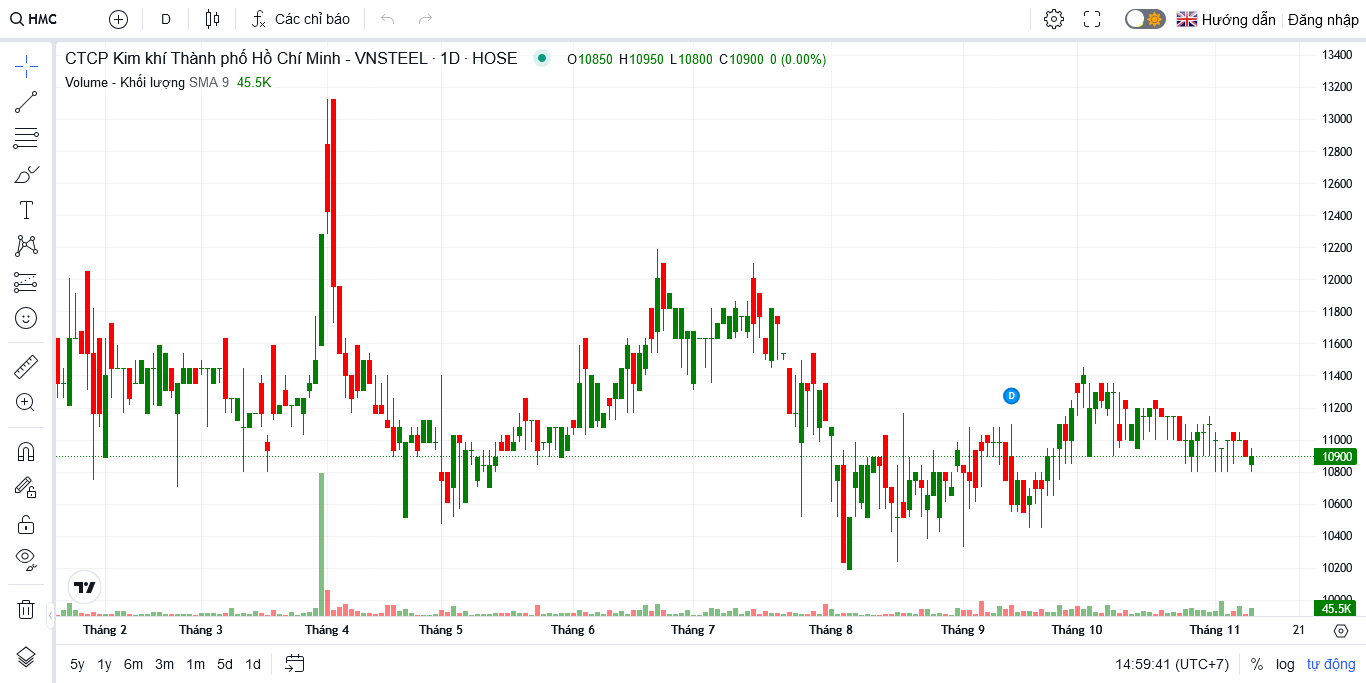 HMC D Các chỉ báo Hướng dẫn Đăng nhập
CTCP Kim khí Thành phố Hồ Chí Minh - VNSTEEL · 1D · HOSE O10850 H10950 L10800 C10900 0 (0.00%)
Volume - Khối lượng SMA 9 45.5K
13400
13200
13000
12800
12600
12400
12200
12000
11800
11600
11400
D
11200
11000
10900
10800
10600
10400
10200
10000
45.5K
Tháng 2 Tháng 3 Tháng 4 Tháng 5 Tháng 6 Tháng 7 Tháng 8 Tháng 9 Tháng 10 Tháng 11 21
5y 1y 6m 3m 1m 5d 1d 14:59:41 (UTC+7) % log tự động